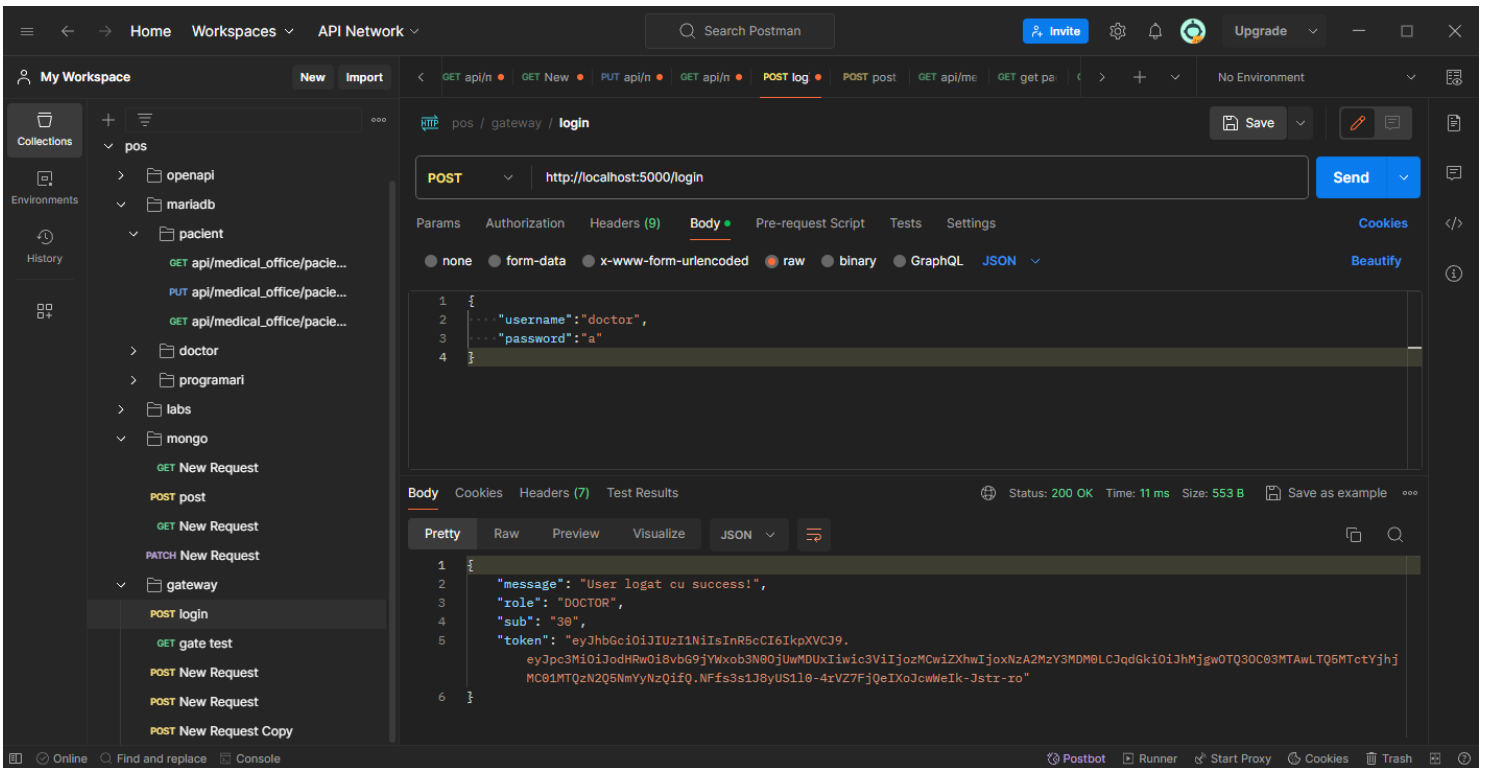 Home Workspaces API Network Search Postman Invite Upgrade
My Workspace New Import GET api/n GET New PUT api/n GET api/n POST log POST post GET api/me GET get pa No Environment
Collections
Environments
History
pos
openapi
mariadb
pacient
GET api/medical_office/pacie...
PUT api/medical_office/pacie...
GET api/medical_office/pacie...
doctor
programari
labs
mongo
GET New Request
POST post
GET New Request
PATCH New Request
gateway
POST login
GET gate test
POST New Request
POST New Request
POST New Request Copy
HTTP pos / gateway / login Save
POST http://localhost:5000/login Send
Params Authorization Headers (9) Body Pre-request Script Tests Settings Cookies
none form-data x-www-form-urlencoded raw binary GraphQL JSON Beautify
1 {
2 "username":"doctor",
3 "password":"a"
4 }
Body Cookies Headers (7) Test Results Status: 200 OK Time: 11 ms Size: 553 B Save as example
Pretty Raw Preview Visualize JSON
1 {
2 "message": "User logat cu success!",
3 "role": "DOCTOR",
4 "sub": "30",
5 "token": "eyJhbGciOiJIUzI1NiIsInR5cCI6IkpXVCJ9.
eyJpc3MiOiJodHRwOi8vbG9jYWxob3N0OjUwMDUxIiwic3ViIjozMCwiZXhwIjoxNzA2MzY3MDM0LCJqdGkiOiJhMjgwOTQ3OC03MTAwLTQ5MTctYjhj
MC01MTQzN2Q5NmYyNzQifQ.NFfs3s1J8yUS1l0-4rVZ7FjQeIXoJcwWeIk-Jstr-ro"
6 }
Online Find and replace Console Postbot Runner Start Proxy Cookies Trash